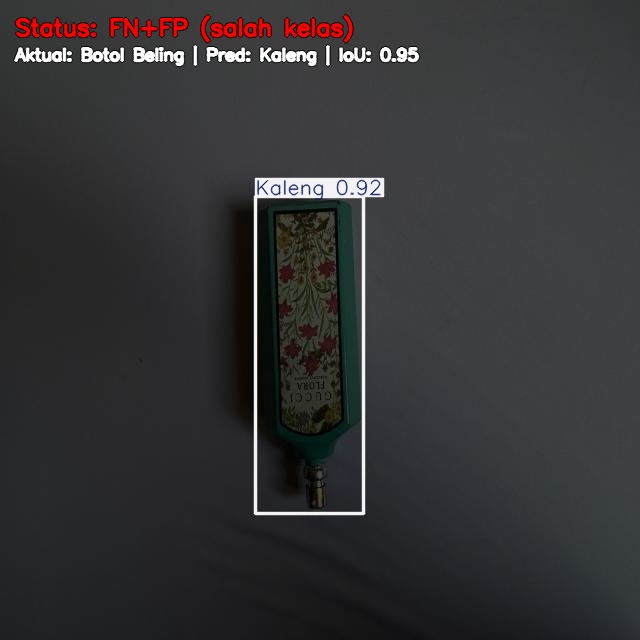 Status: FN+FP (salah kelas)
Aktual: Botol Beling | Pred: Kaleng | IoU: 0.95
Kaleng 0.92
FLORA
GUCCI